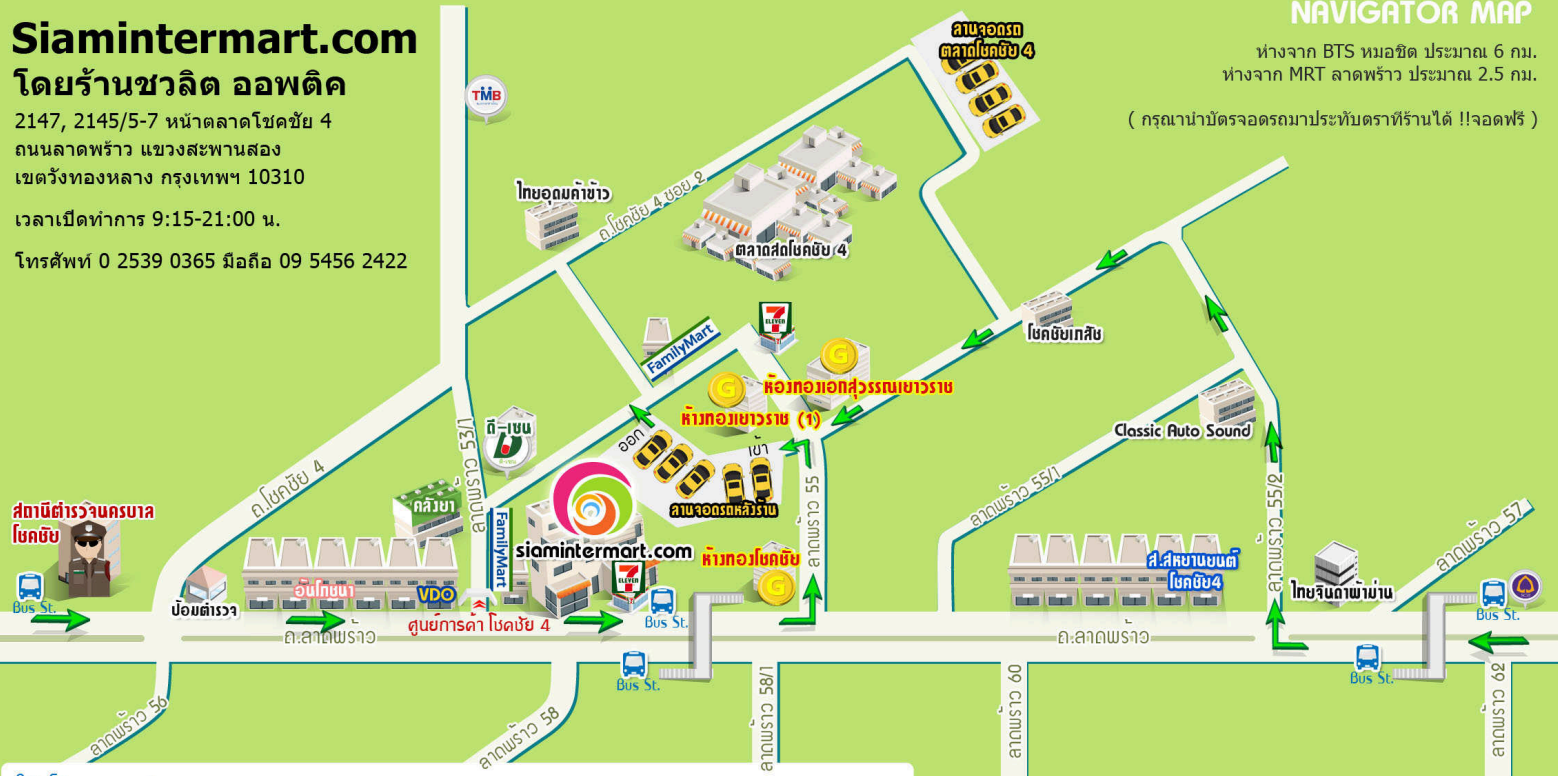 Siamintermart.com
โดยร้านชวลิต ออพติค
2147, 2145/5-7 หน้าตลาดโชคชัย 4
ถนนลาดพร้าว แขวงสะพานสอง
เขตวังทองหลาง กรุงเทพฯ 10310
เวลาเปิดทำการ 9:15-21:00 น.
โทรศัพท์ 0 2539 0365 มือถือ 09 5456 2422
NAVIGATOR MAP
ห่างจาก BTS หมอชิต ประมาณ 6 กม.
ห่างจาก MRT ลาดพร้าว ประมาณ 2.5 กม.
( กรุณานำบัตรจอดรถมาประทับตราที่ร้านได้ !!จอดฟรี )
ลานจอดรถ
ตลาดโชคชัย 4
TMB
ไทยอุดมค้าข้าว
ถ.โชคชัย 4 ซอย 2
ตลาดสดโชคชัย 4
7
ELEVEN
FamilyMart
โชคชัยเภสัช
G
ห้างทองเอกสุวรรณเยาวราช
G
ห้างทองเยาวราช (1)
Classic Auto Sound
ดี-เซน
ออก
เข้า
ลานจอดรถหลังร้าน
ถ.โชคชัย 4
ลาดพร้าว 53/1
คลังยา
FamilyMart
siamintermart.com
7
ELEVEN
ห้างทองโชคชัย
G
ลาดพร้าว 55
ลาดพร้าว 55/1
ลาดพร้าว 55/2
ลาดพร้าว 57
สถานีตำรวจนครบาล
โชคชัย
Bus St.
ป้อมตำรวจ
อันโทชนา
VDO
ศูนย์การค้า โชคชัย 4
Bus St.
ส.สหยานยนต์
โชคชัย4
ไทยจินดาผ้าม่าน
Bus St.
ถ.ลาดพร้าว
ถ.ลาดพร้าว
Bus St.
Bus St.
ลาดพร้าว 56
ลาดพร้าว 58
ลาดพร้าว 58/1
ลาดพร้าว 60
ลาดพร้าว 62